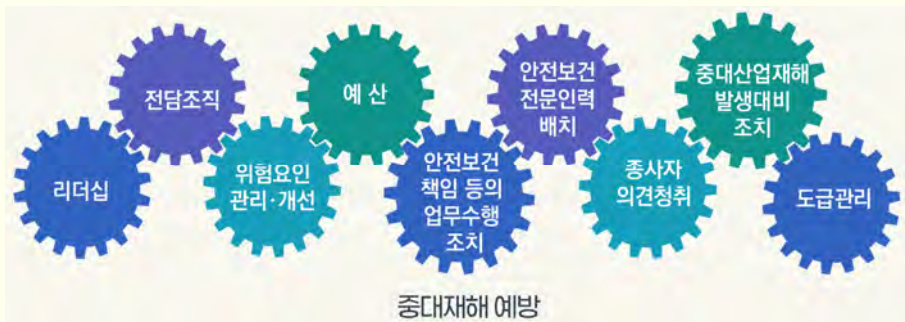 리더십
전담조직
위험요인
관리·개선
예 산
안전보건
책임 등의
업무수행
조치
안전보건
전문인력
배치
종사자
의견청취
중대산업재해
발생대비
조치
도급관리
중대재해 예방